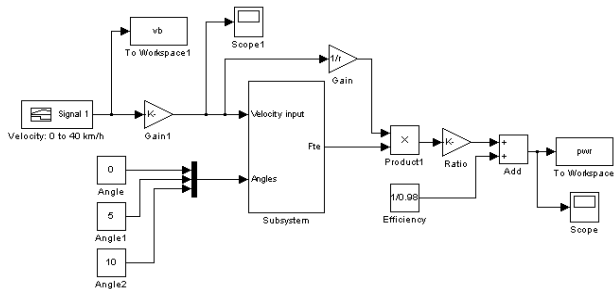 vb
To Workspace1
Scope1
Signal 1
Velocity: 0 to 40 km/h
K-
Gain1
1/r
Gain
Velocity input
Fte
Angles
Subsystem
0
Angle
5
Angle1
10
Angle2
×
Product1
K-
Ratio
1/0.98
Efficiency
+
+
Add
pwr
To Workspace
Scope